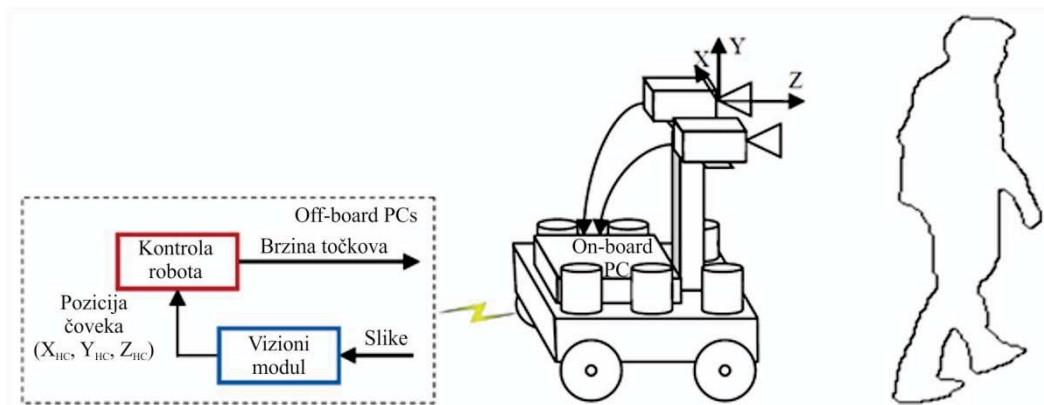 Off-board PCs
Kontrola
robota
Brzina točkova
Pozicija
čoveka
(X_HC, Y_HC, Z_HC)
Vizioni
modul
Slike
Y
X
Z
On-board
PC